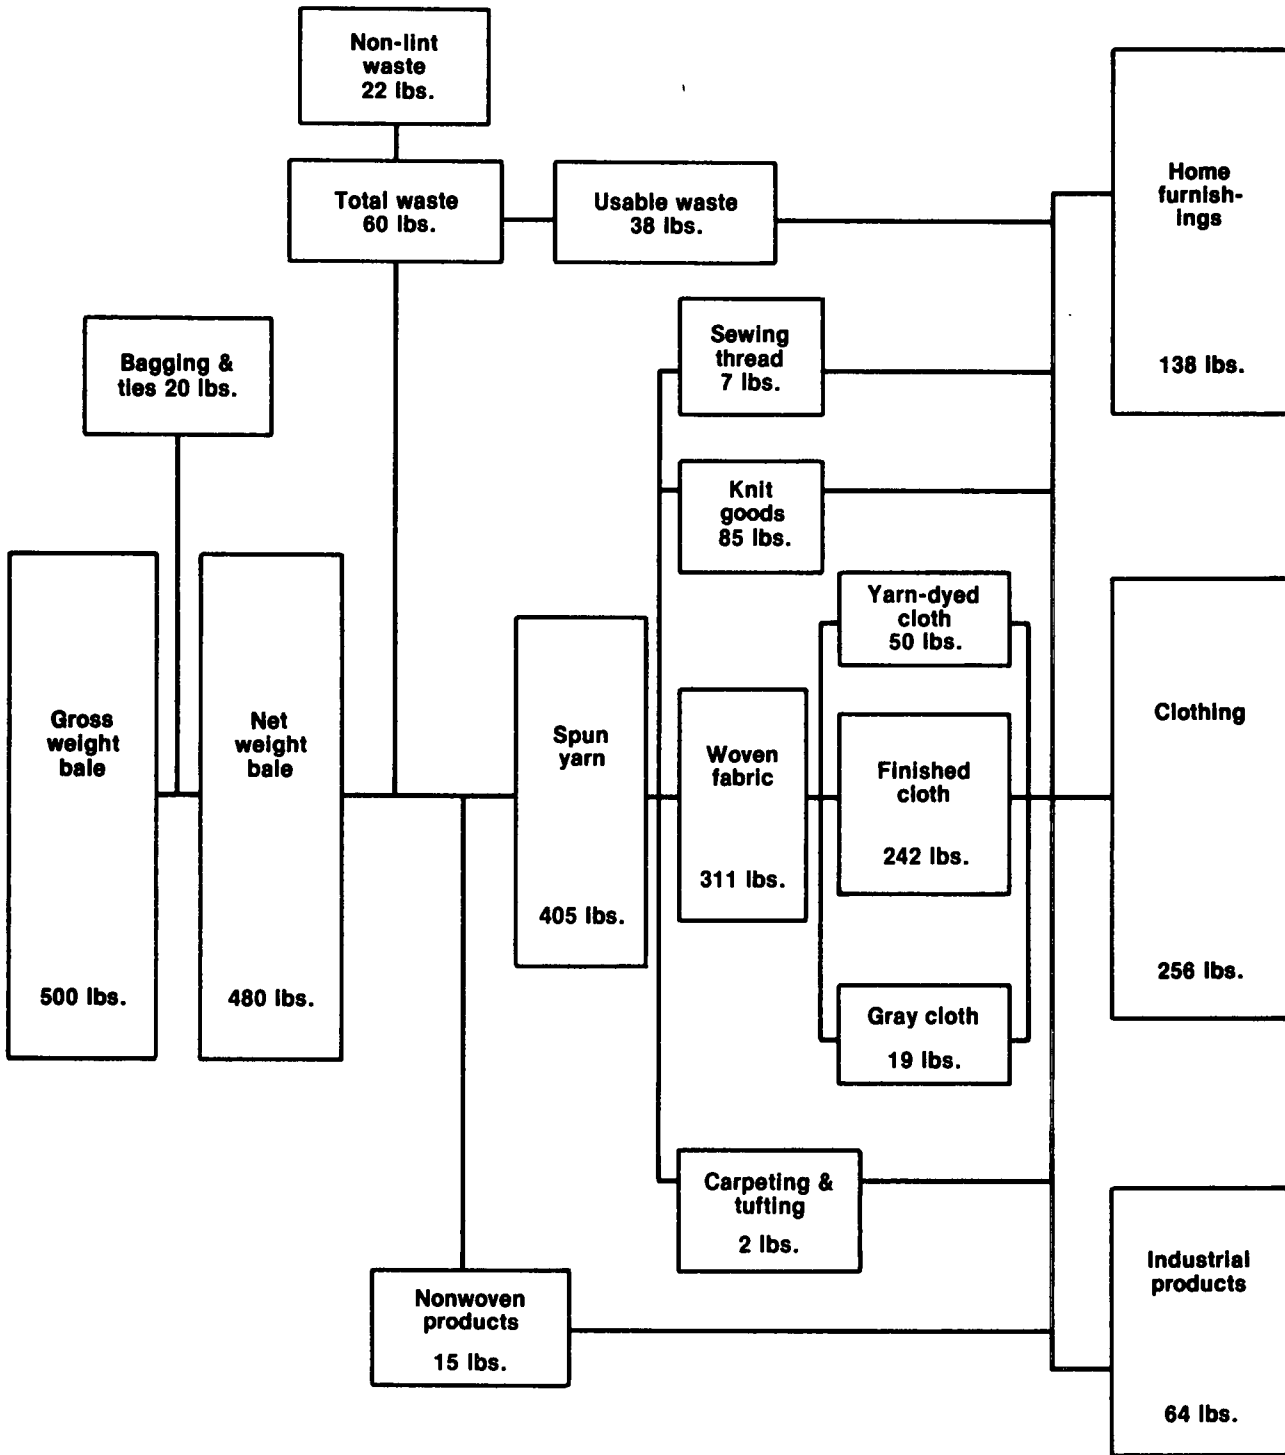 Non-lint
waste
22 lbs.
Total waste
60 lbs.
Usable waste
38 lbs.
Home
furnish-
ings
138 lbs.
Bagging &
ties 20 lbs.
Sewing
thread
7 lbs.
Knit
goods
85 lbs.
Gross
weight
bale
500 lbs.
Net
weight
bale
480 lbs.
Spun
yarn
405 lbs.
Woven
fabric
311 lbs.
Yarn-dyed
cloth
50 lbs.
Finished
cloth
242 lbs.
Gray cloth
19 lbs.
Clothing
256 lbs.
Carpeting &
tufting
2 lbs.
Nonwoven
products
15 lbs.
Industrial
products
64 lbs.